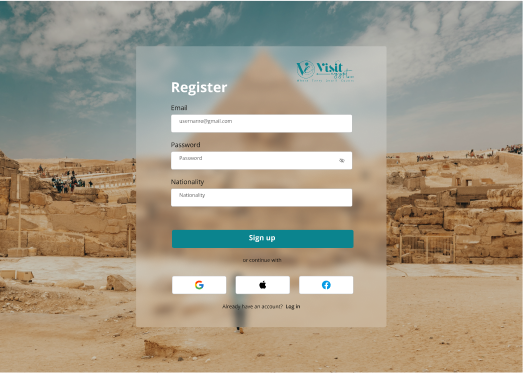 Visit
Register
Email
username@gmail.com
Password
Password
Nationality
Nationality
Sign up
or continue with
Already have an account? Log in